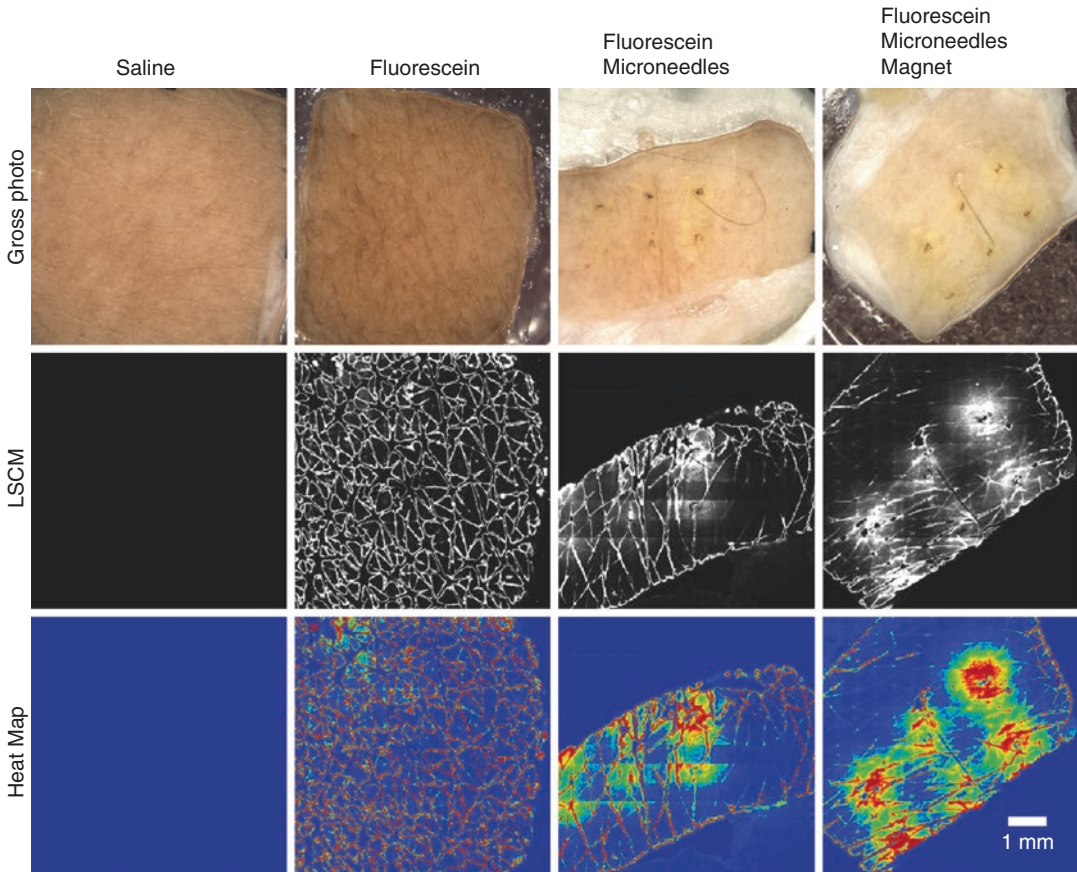 Saline
Fluorescein
Fluorescein
Microneedles
Fluorescein
Microneedles
Magnet
Gross photo
LSCM
Heat Map
1 mm